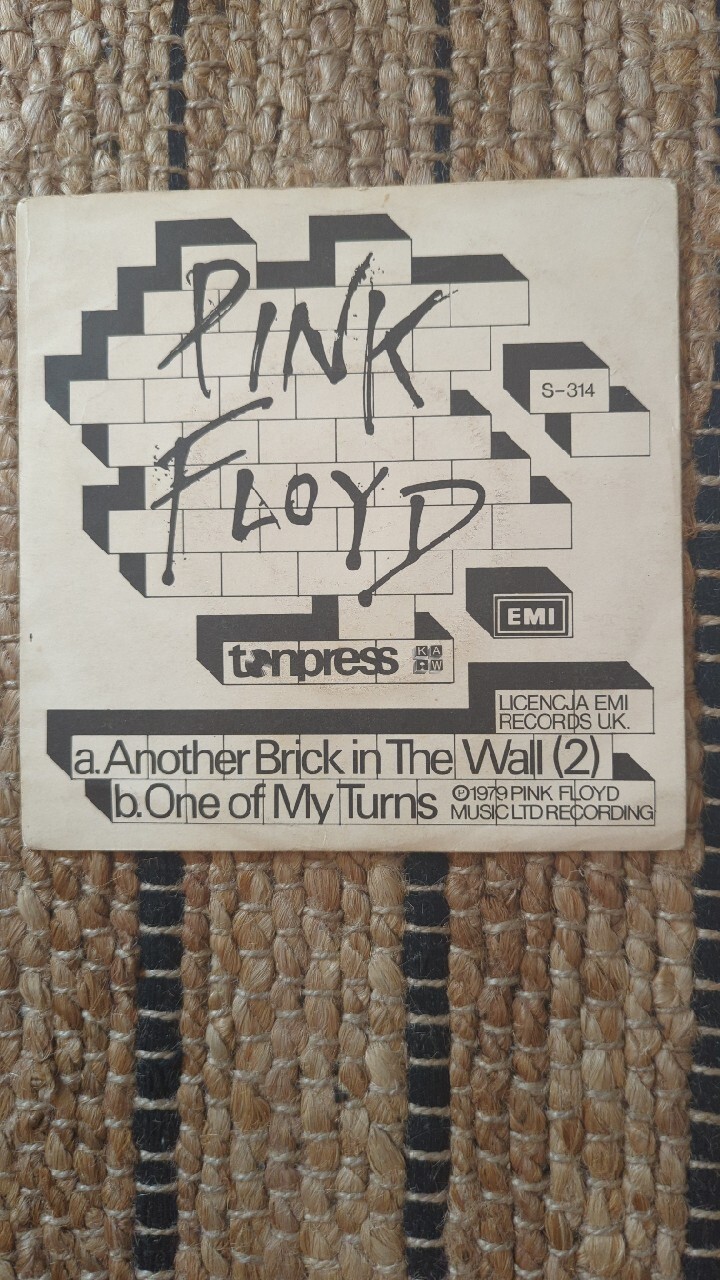 PINK
FLOYD
S-314
EMI
tonpress KAW
LICENCJA EMI
RECORDS U.K.
a. Another Brick in The Wall (2)
b. One of My Turns
℗1979 PINK FLOYD
MUSIC LTD RECORDING